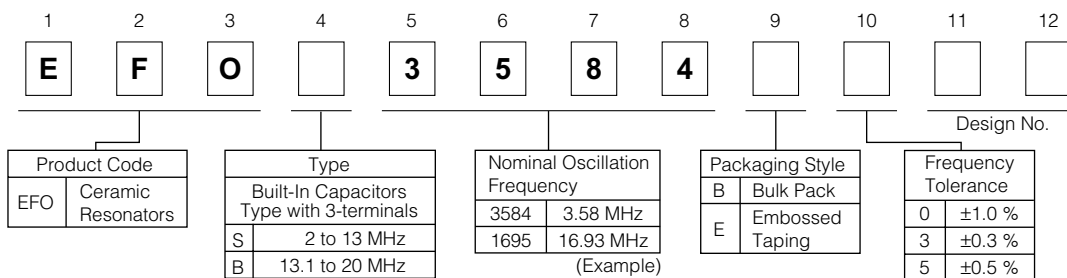 1 2 3 4 5 6 7 8 9 10 11 12
E F O 3 5 8 4
Design No.
Product Code
EFO Ceramic Resonators
Type
Built-In Capacitors
Type with 3-terminals
S 2 to 13 MHz
B 13.1 to 20 MHz
Nominal Oscillation
Frequency
3584 3.58 MHz
1695 16.93 MHz
(Example)
Packaging Style
B Bulk Pack
E Embossed Taping
Frequency
Tolerance
0 ±1.0 %
3 ±0.3 %
5 ±0.5 %